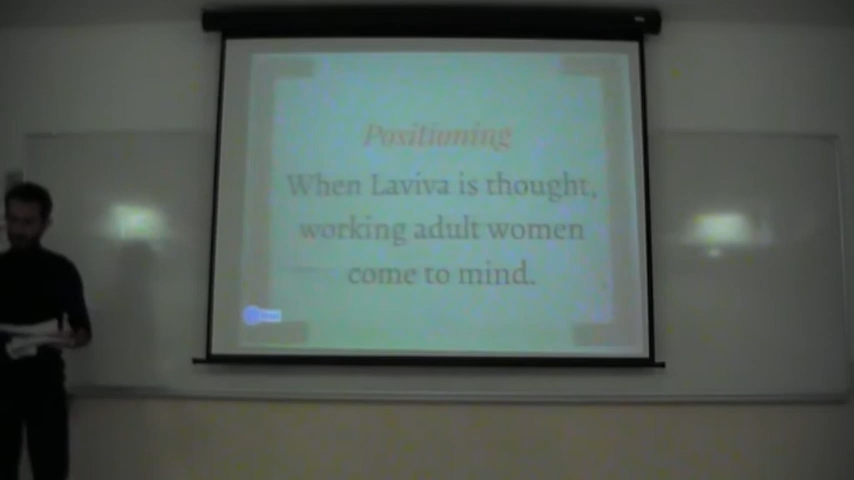 Positioning
When Laviva is thought,
working adult women
come to mind.